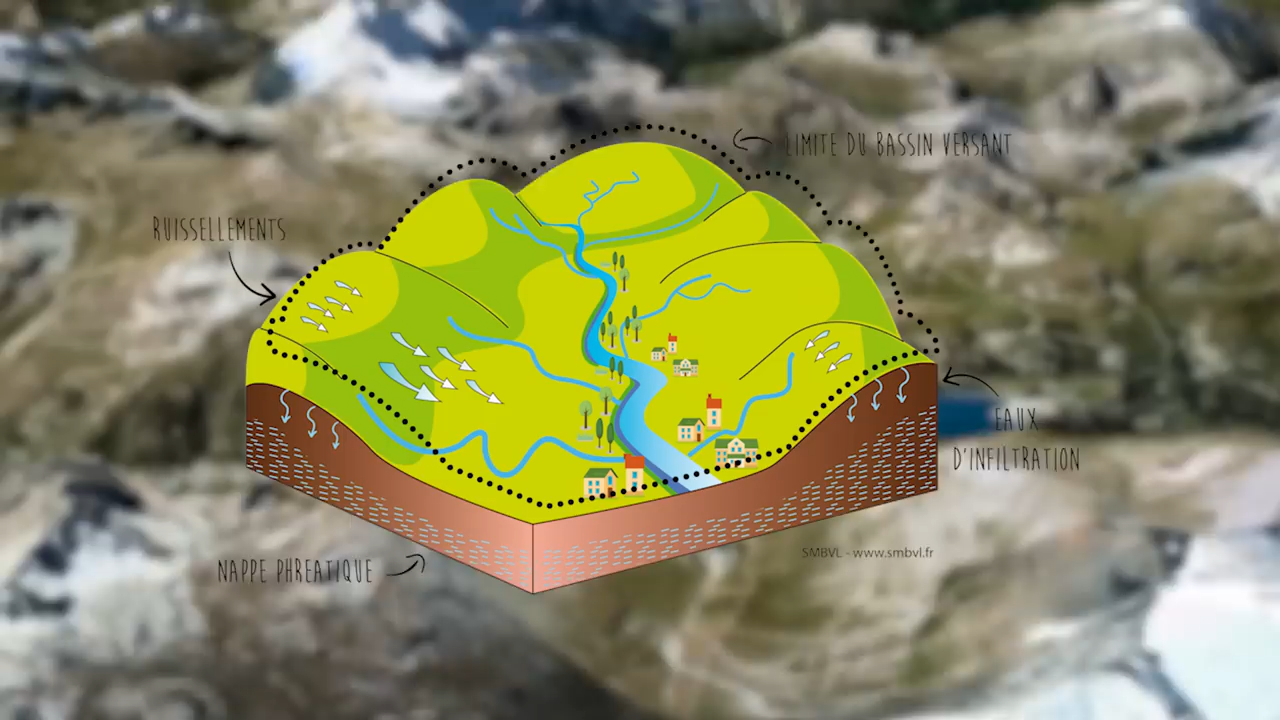 LIMITE DU BASSIN VERSANT
RUISSELLEMENTS
EAUX
D'INFILTRATION
SMBVL - www.smbvl.fr
NAPPE PHREATIQUE